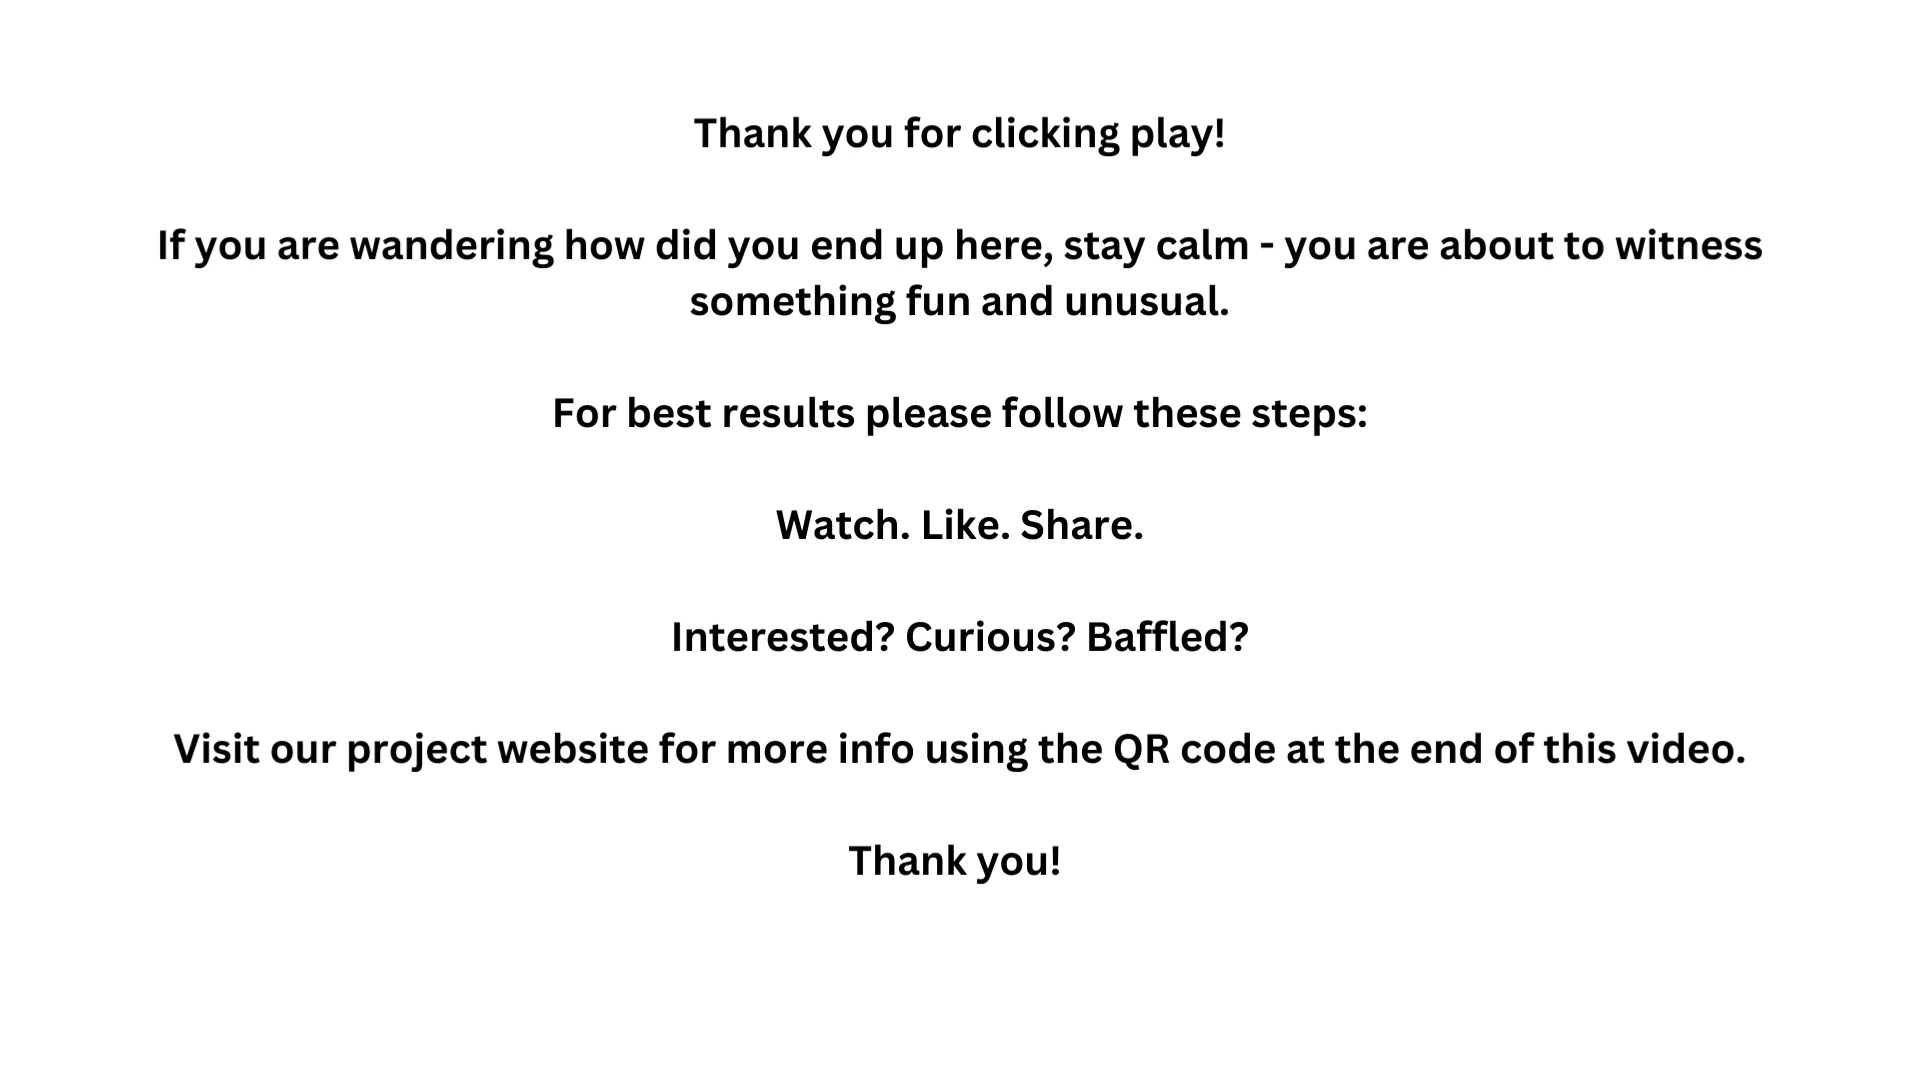 Thank you for clicking play!
If you are wandering how did you end up here, stay calm - you are about to witness
something fun and unusual.
For best results please follow these steps:
Watch. Like. Share.
Interested? Curious? Baffled?
Visit our project website for more info using the QR code at the end of this video.
Thank you!